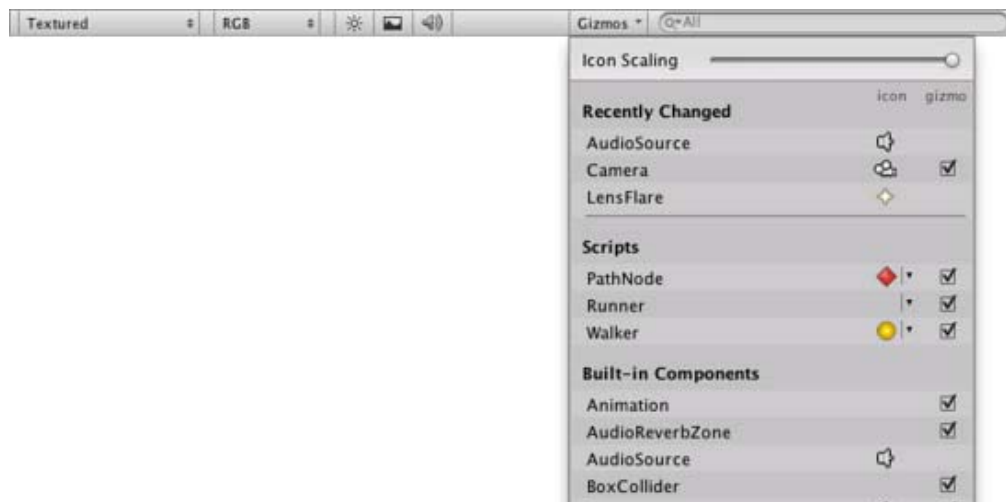 Textured RGB Gizmos All
Icon Scaling
icon gizmo
Recently Changed
AudioSource
Camera
LensFlare
Scripts
PathNode
Runner
Walker
Built-in Components
Animation
AudioReverbZone
AudioSource
BoxCollider